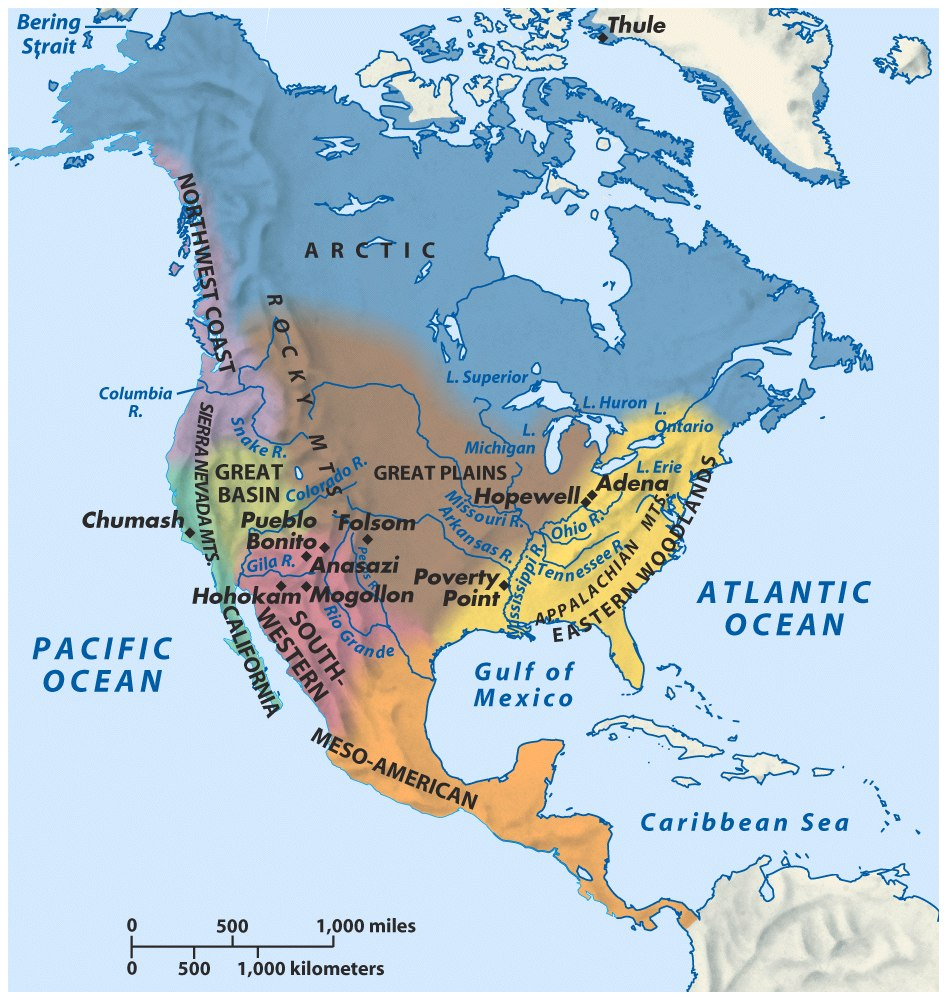 Bering
Strait
Thule
NORTHWEST COAST
ARCTIC
ROCKY MTS.
Columbia
R.
L. Superior
L. Huron
L.
Ontario
L.
Michigan
SIERRA NEVADA MTS.
Snake R.
GREAT
BASIN
Colorado R.
GREAT PLAINS
L. Erie
Hopewell
Adena
Missouri R.
Chumash
Pueblo
Bonito
Folsom
Arkansas R.
Ohio R.
APPALACHIAN MTS.
EASTERN WOODLANDS
Gila R.
Anasazi
Pecos R.
Mississippi R.
Tennessee R.
Hohokam
Mogollon
Poverty
Point
Rio Grande
SOUTH-
WESTERN
CALIFORNIA
ATLANTIC
OCEAN
PACIFIC
OCEAN
Gulf of
Mexico
MESO-AMERICAN
Caribbean Sea
0 500 1,000 miles
0 500 1,000 kilometers